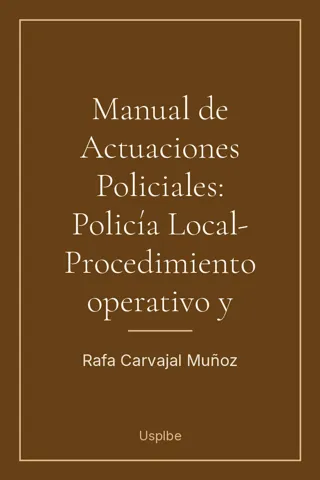 Manual de
Actuaciones
Policiales:
Policía Local-
Procedimiento
operativo y
Rafa Carvajal Muñoz
Usplbe